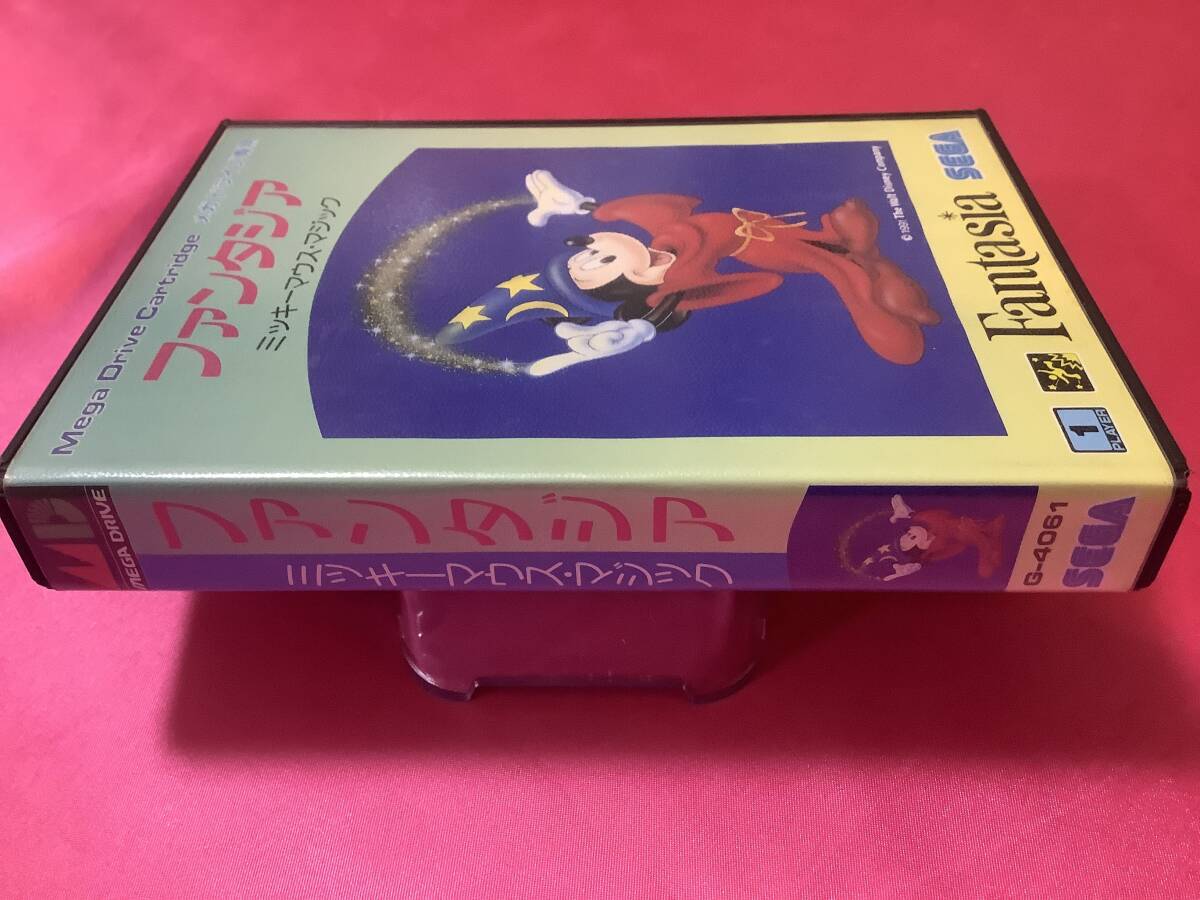 Mega Drive Cartridge メガドライブ専用
ファンタジア
ミッキーマウス・マジック
© 1991 The Walt Disney Company
Fantasia
SEGA
1
PLAYER
MD
MEGA DRIVE
ファンタジア
ミッキーマウス・マジック
G-4061
SEGA